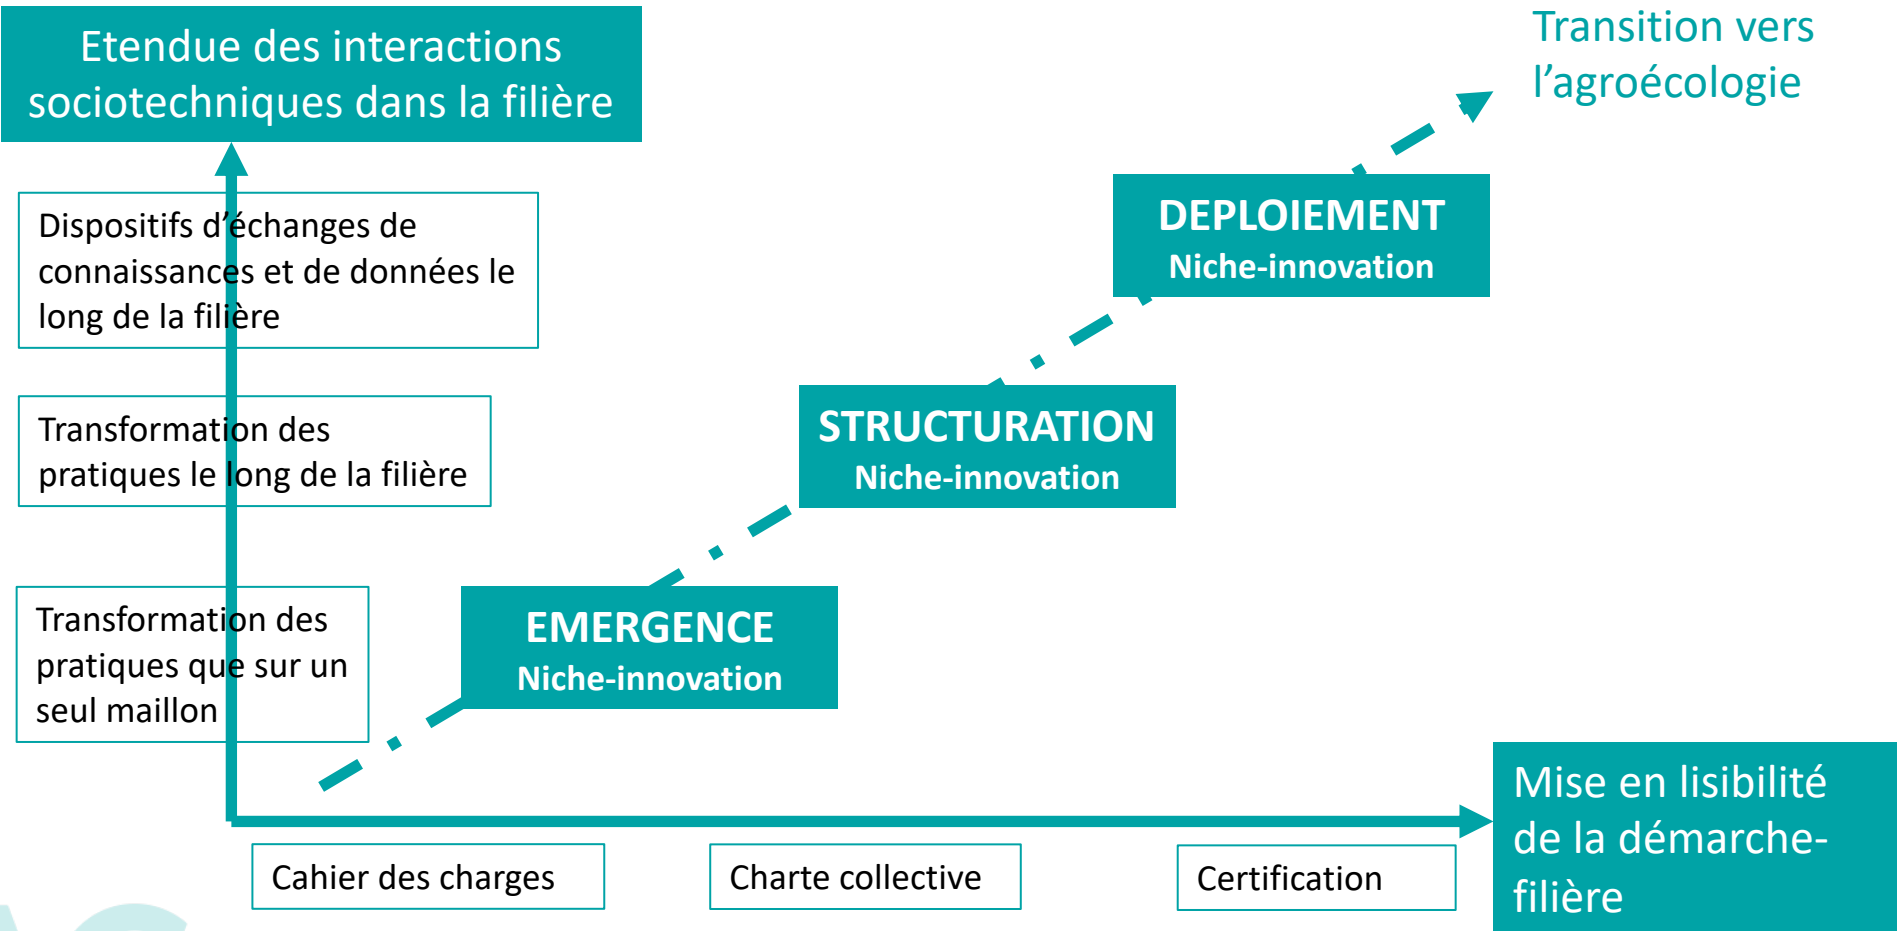 Etendue des interactions
sociotechniques dans la filière
Transition vers
l’agroécologie
Dispositifs d’échanges de
connaissances et de données le
long de la filière
DEPLOIEMENT
Niche-innovation
Transformation des
pratiques le long de la filière
STRUCTURATION
Niche-innovation
Transformation des
pratiques que sur un
seul maillon
EMERGENCE
Niche-innovation
Mise en lisibilité
de la démarche-
filière
Cahier des charges
Charte collective
Certification